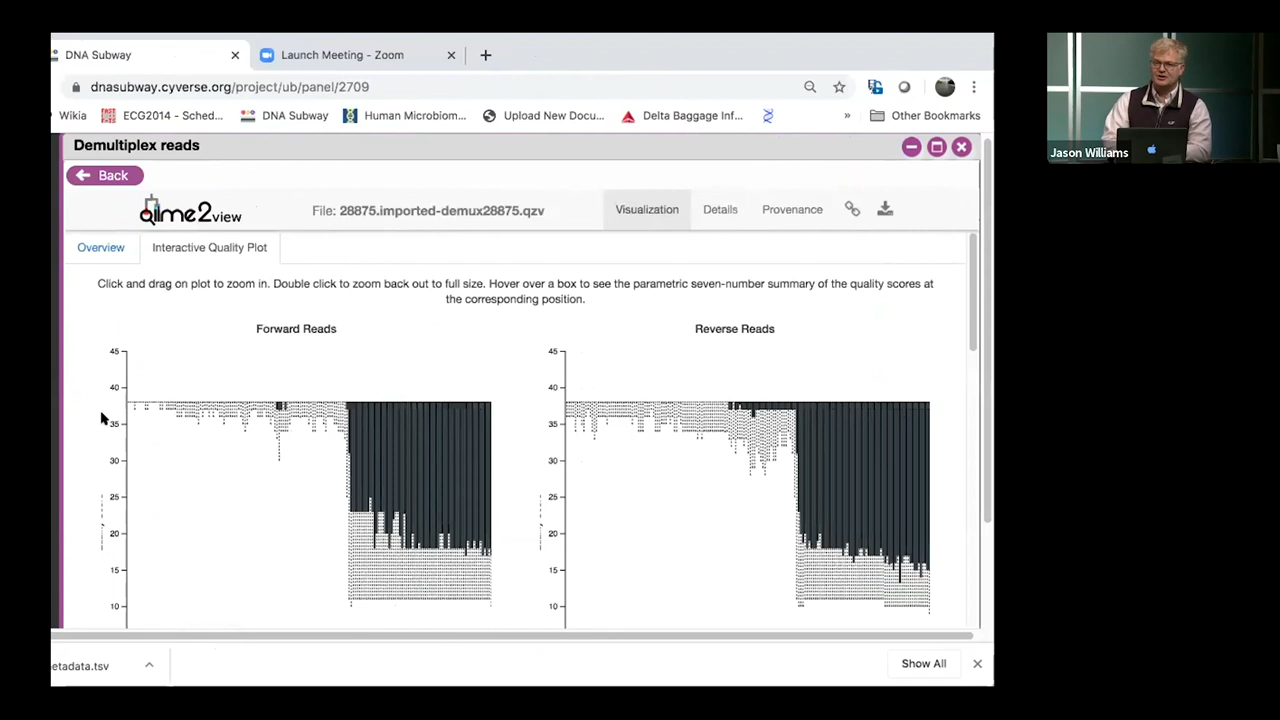 DNA Subway
Launch Meeting - Zoom
dnasubway.cyverse.org/project/ub/panel/2709
Wikia
ECG2014 - Sched...
DNA Subway
Human Microbiom...
Upload New Docu...
Delta Baggage Inf...
»
Other Bookmarks
Demultiplex reads
Back
qiime2view
File: 28875.imported-demux28875.qzv
Visualization
Details
Provenance
Overview
Interactive Quality Plot
Click and drag on plot to zoom in. Double click to zoom back out to full size. Hover over a box to see the parametric seven-number summary of the quality scores at
the corresponding position.
Forward Reads
45
40
35
30
25
20
15
10
Reverse Reads
45
40
35
30
25
20
15
10
etadata.tsv
Show All
Jason Williams